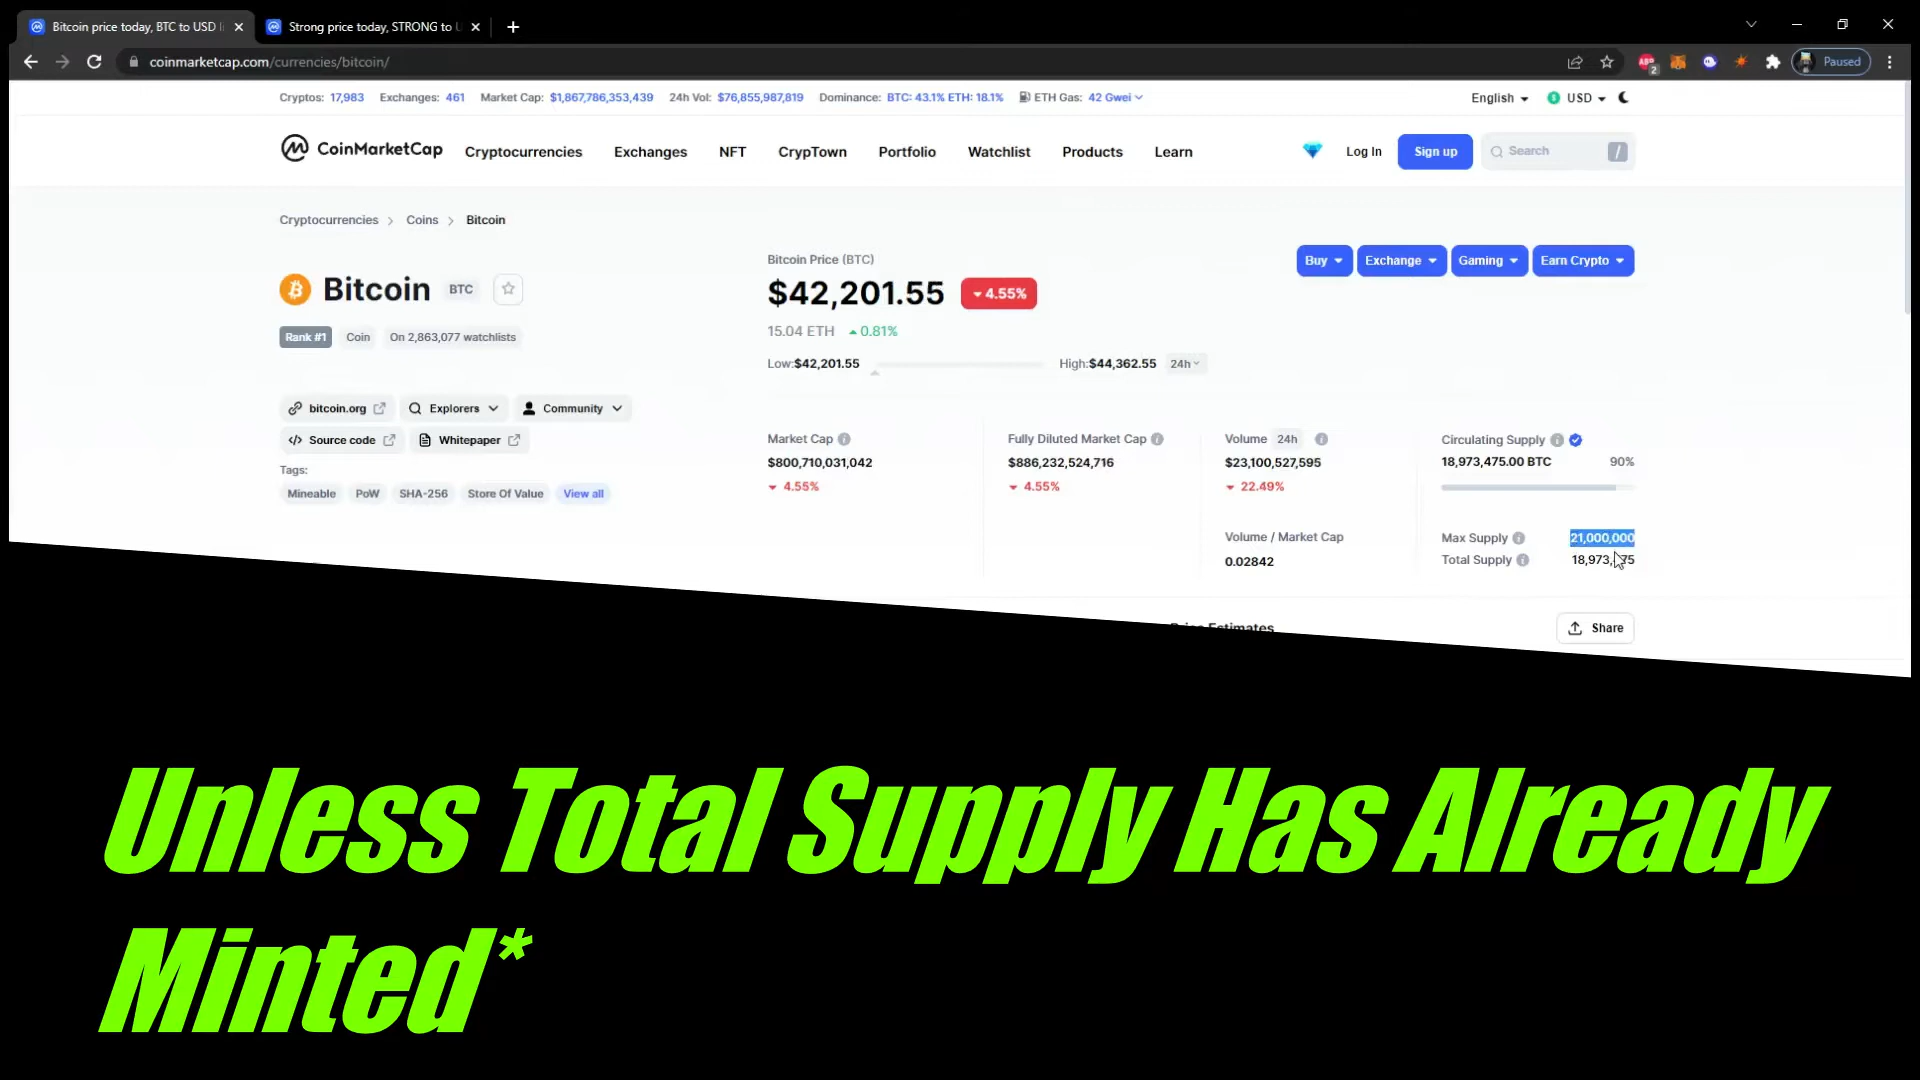 Bitcoin price today, BTC to USD l
Strong price today, STRONG to U
coinmarketcap.com/currencies/bitcoin/
ABP
2
Paused
Cryptos: 17,983 Exchanges: 461 Market Cap: $1,867,786,353,439 24h Vol: $76,855,987,819 Dominance: BTC: 43.1% ETH: 18.1% ETH Gas: 42 Gwei
English USD
CoinMarketCap Cryptocurrencies Exchanges NFT CrypTown Portfolio Watchlist Products Learn Log In Sign up Search /
Cryptocurrencies Coins Bitcoin
Bitcoin BTC
Rank #1 Coin On 2,863,077 watchlists
bitcoin.org Explorers Community
Source code Whitepaper
Tags:
Mineable PoW SHA-256 Store Of Value View all
Bitcoin Price (BTC)
$42,201.55 4.55%
15.04 ETH 0.81%
Low:$42,201.55 High:$44,362.55 24h
Buy Exchange Gaming Earn Crypto
Market Cap
$800,710,031,042
4.55%
Fully Diluted Market Cap
$886,232,524,716
4.55%
Volume 24h
$23,100,527,595
22.49%
Volume / Market Cap
0.02842
Circulating Supply
18,973,475.00 BTC 90%
Max Supply 21,000,000
Total Supply 18,973,475
Price Estimates
Share
Unless Total Supply Has Already
Minted*